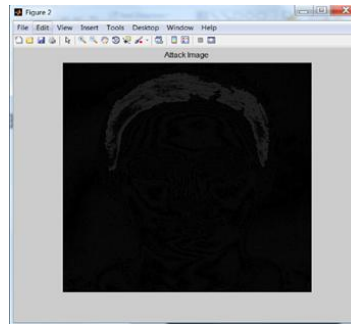 Figure 2
File Edit View Insert Tools Desktop Window Help
Attack Image